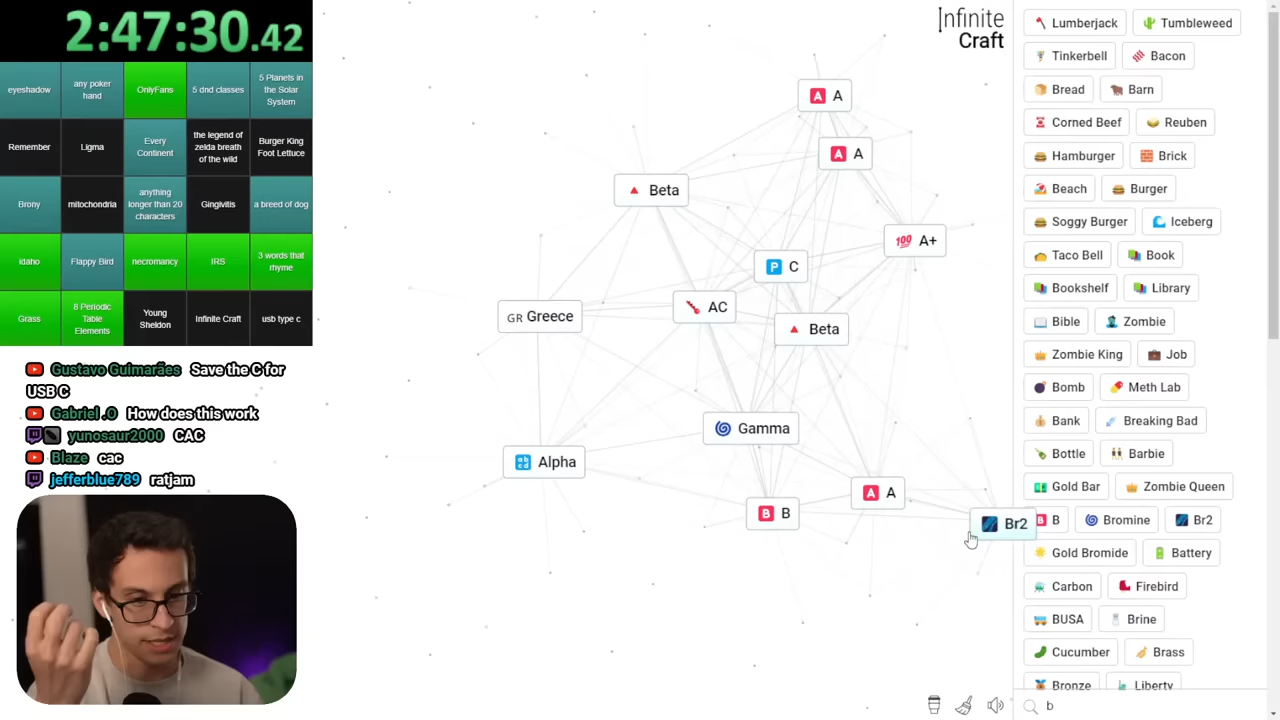 2:47:30.42
eyeshadow
any poker
hand
OnlyFans
5 dnd classes
5 Planets in
the Solar
System
Remember
Ligma
Every
Continent
the legend of
zelda breath
of the wild
Burger King
Foot Lettuce
Brony
mitochondria
anything
longer than 20
characters
Gingivitis
a breed of dog
idaho
Flappy Bird
necromancy
IRS
3 words that
rhyme
Grass
8 Periodic
Table
Elements
Young
Sheldon
Infinite Craft
usb type c
Gustavo Guimarães Save the C for
USB C
Gabriel .O How does this work
yunosaur2000 CAC
Blaze cac
jefferblue789 ratjam
Infinite
Craft
A A
A A
Beta
100 A+
P C
AC
GR Greece
Beta
Gamma
abcd Alpha
A A
B B
Br2
Lumberjack Tumbleweed
Tinkerbell Bacon
Bread Barn
Corned Beef Reuben
Hamburger Brick
Beach Burger
Soggy Burger Iceberg
Taco Bell Book
Bookshelf Library
Bible Zombie
Zombie King Job
Bomb Meth Lab
Bank Breaking Bad
Bottle Barbie
Gold Bar Zombie Queen
B B Bromine Br2
Gold Bromide Battery
Carbon Firebird
BUSA Brine
Cucumber Brass
Bronze Liberty
b